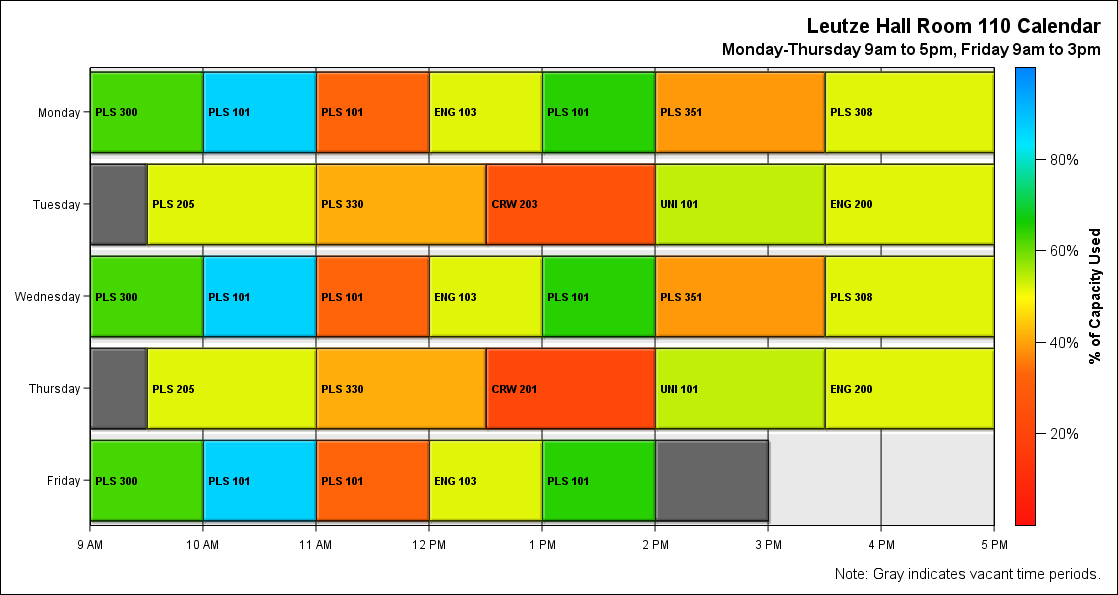 Leutze Hall Room 110 Calendar
Monday-Thursday 9am to 5pm, Friday 9am to 3pm
Monday
PLS 300
PLS 101
PLS 101
ENG 103
PLS 101
PLS 351
PLS 308
Tuesday
PLS 205
PLS 330
CRW 203
UNI 101
ENG 200
Wednesday
PLS 300
PLS 101
PLS 101
ENG 103
PLS 101
PLS 351
PLS 308
Thursday
PLS 205
PLS 330
CRW 201
UNI 101
ENG 200
Friday
PLS 300
PLS 101
PLS 101
ENG 103
PLS 101
9 AM
10 AM
11 AM
12 PM
1 PM
2 PM
3 PM
4 PM
5 PM
80%
60%
40%
20%
% of Capacity Used
Note: Gray indicates vacant time periods.